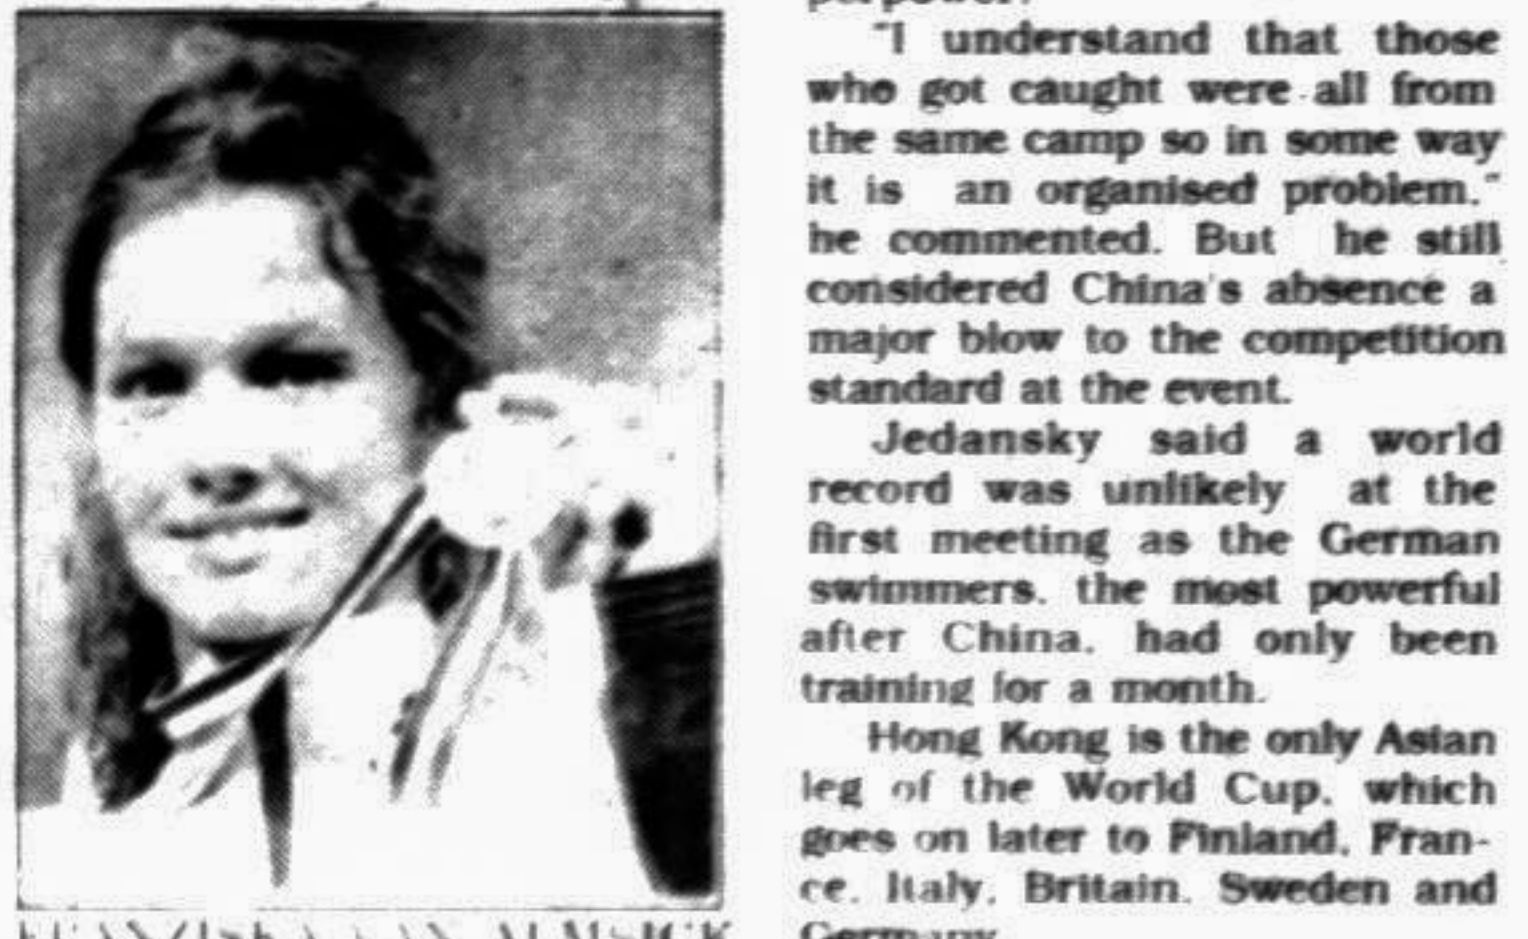 "I understand that those
who got caught were all from
the same camp so in some way
it is an organised problem."
he commented. But he still
considered China's absence a
major blow to the competition
standard at the event.
Jedansky said a world
record was unlikely at the
first meeting as the German
swimmers, the most powerful
after China, had only been
training for a month.
Hong Kong is the only Asian
leg of the World Cup, which
goes on later to Finland, Fran-
ce, Italy, Britain, Sweden and
Germany